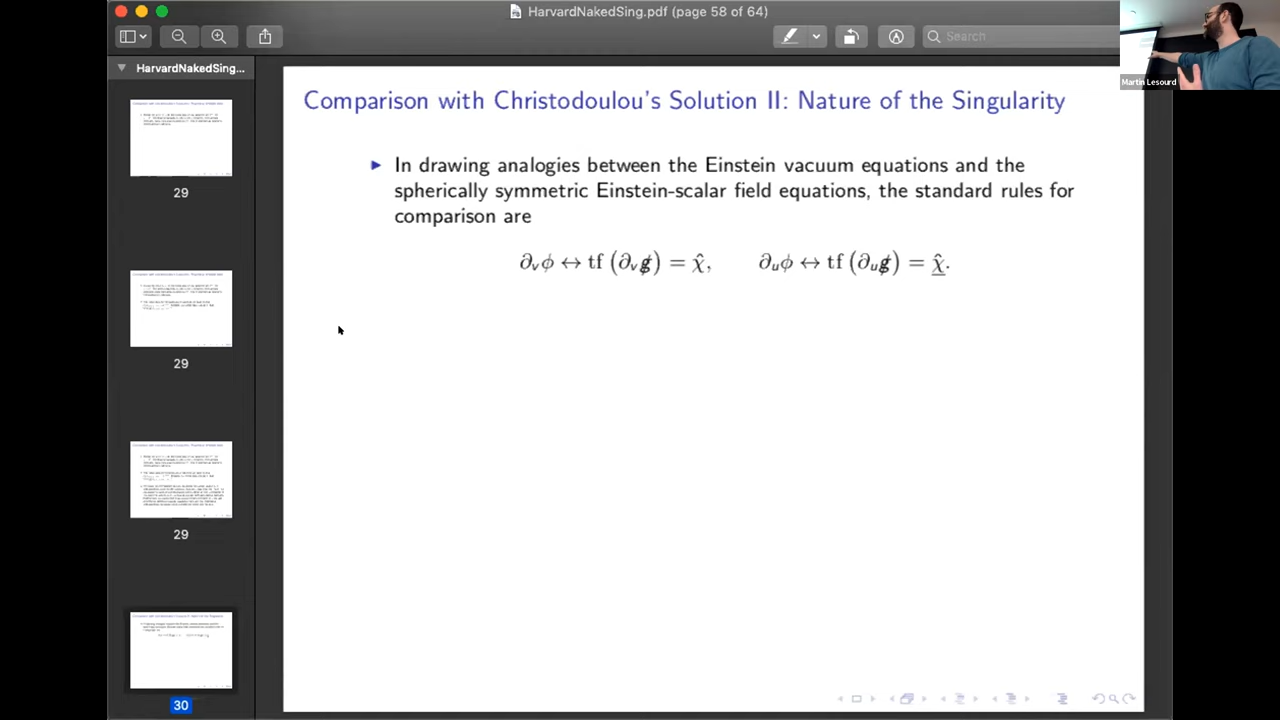 HarvardNakedSing.pdf (page 58 of 64)
Search
Martin Lesourd
HarvardNakedSing...
29
29
29
30
Comparison with Christodoulou's Solution II: Nature of the Singularity
In drawing analogies between the Einstein vacuum equations and the
spherically symmetric Einstein-scalar field equations, the standard rules for
comparison are
∂_vϕ ↔ tf (∂_v g̸) = χ̂, ∂_uϕ ↔ tf (∂_u g̸) = χ̲̂.